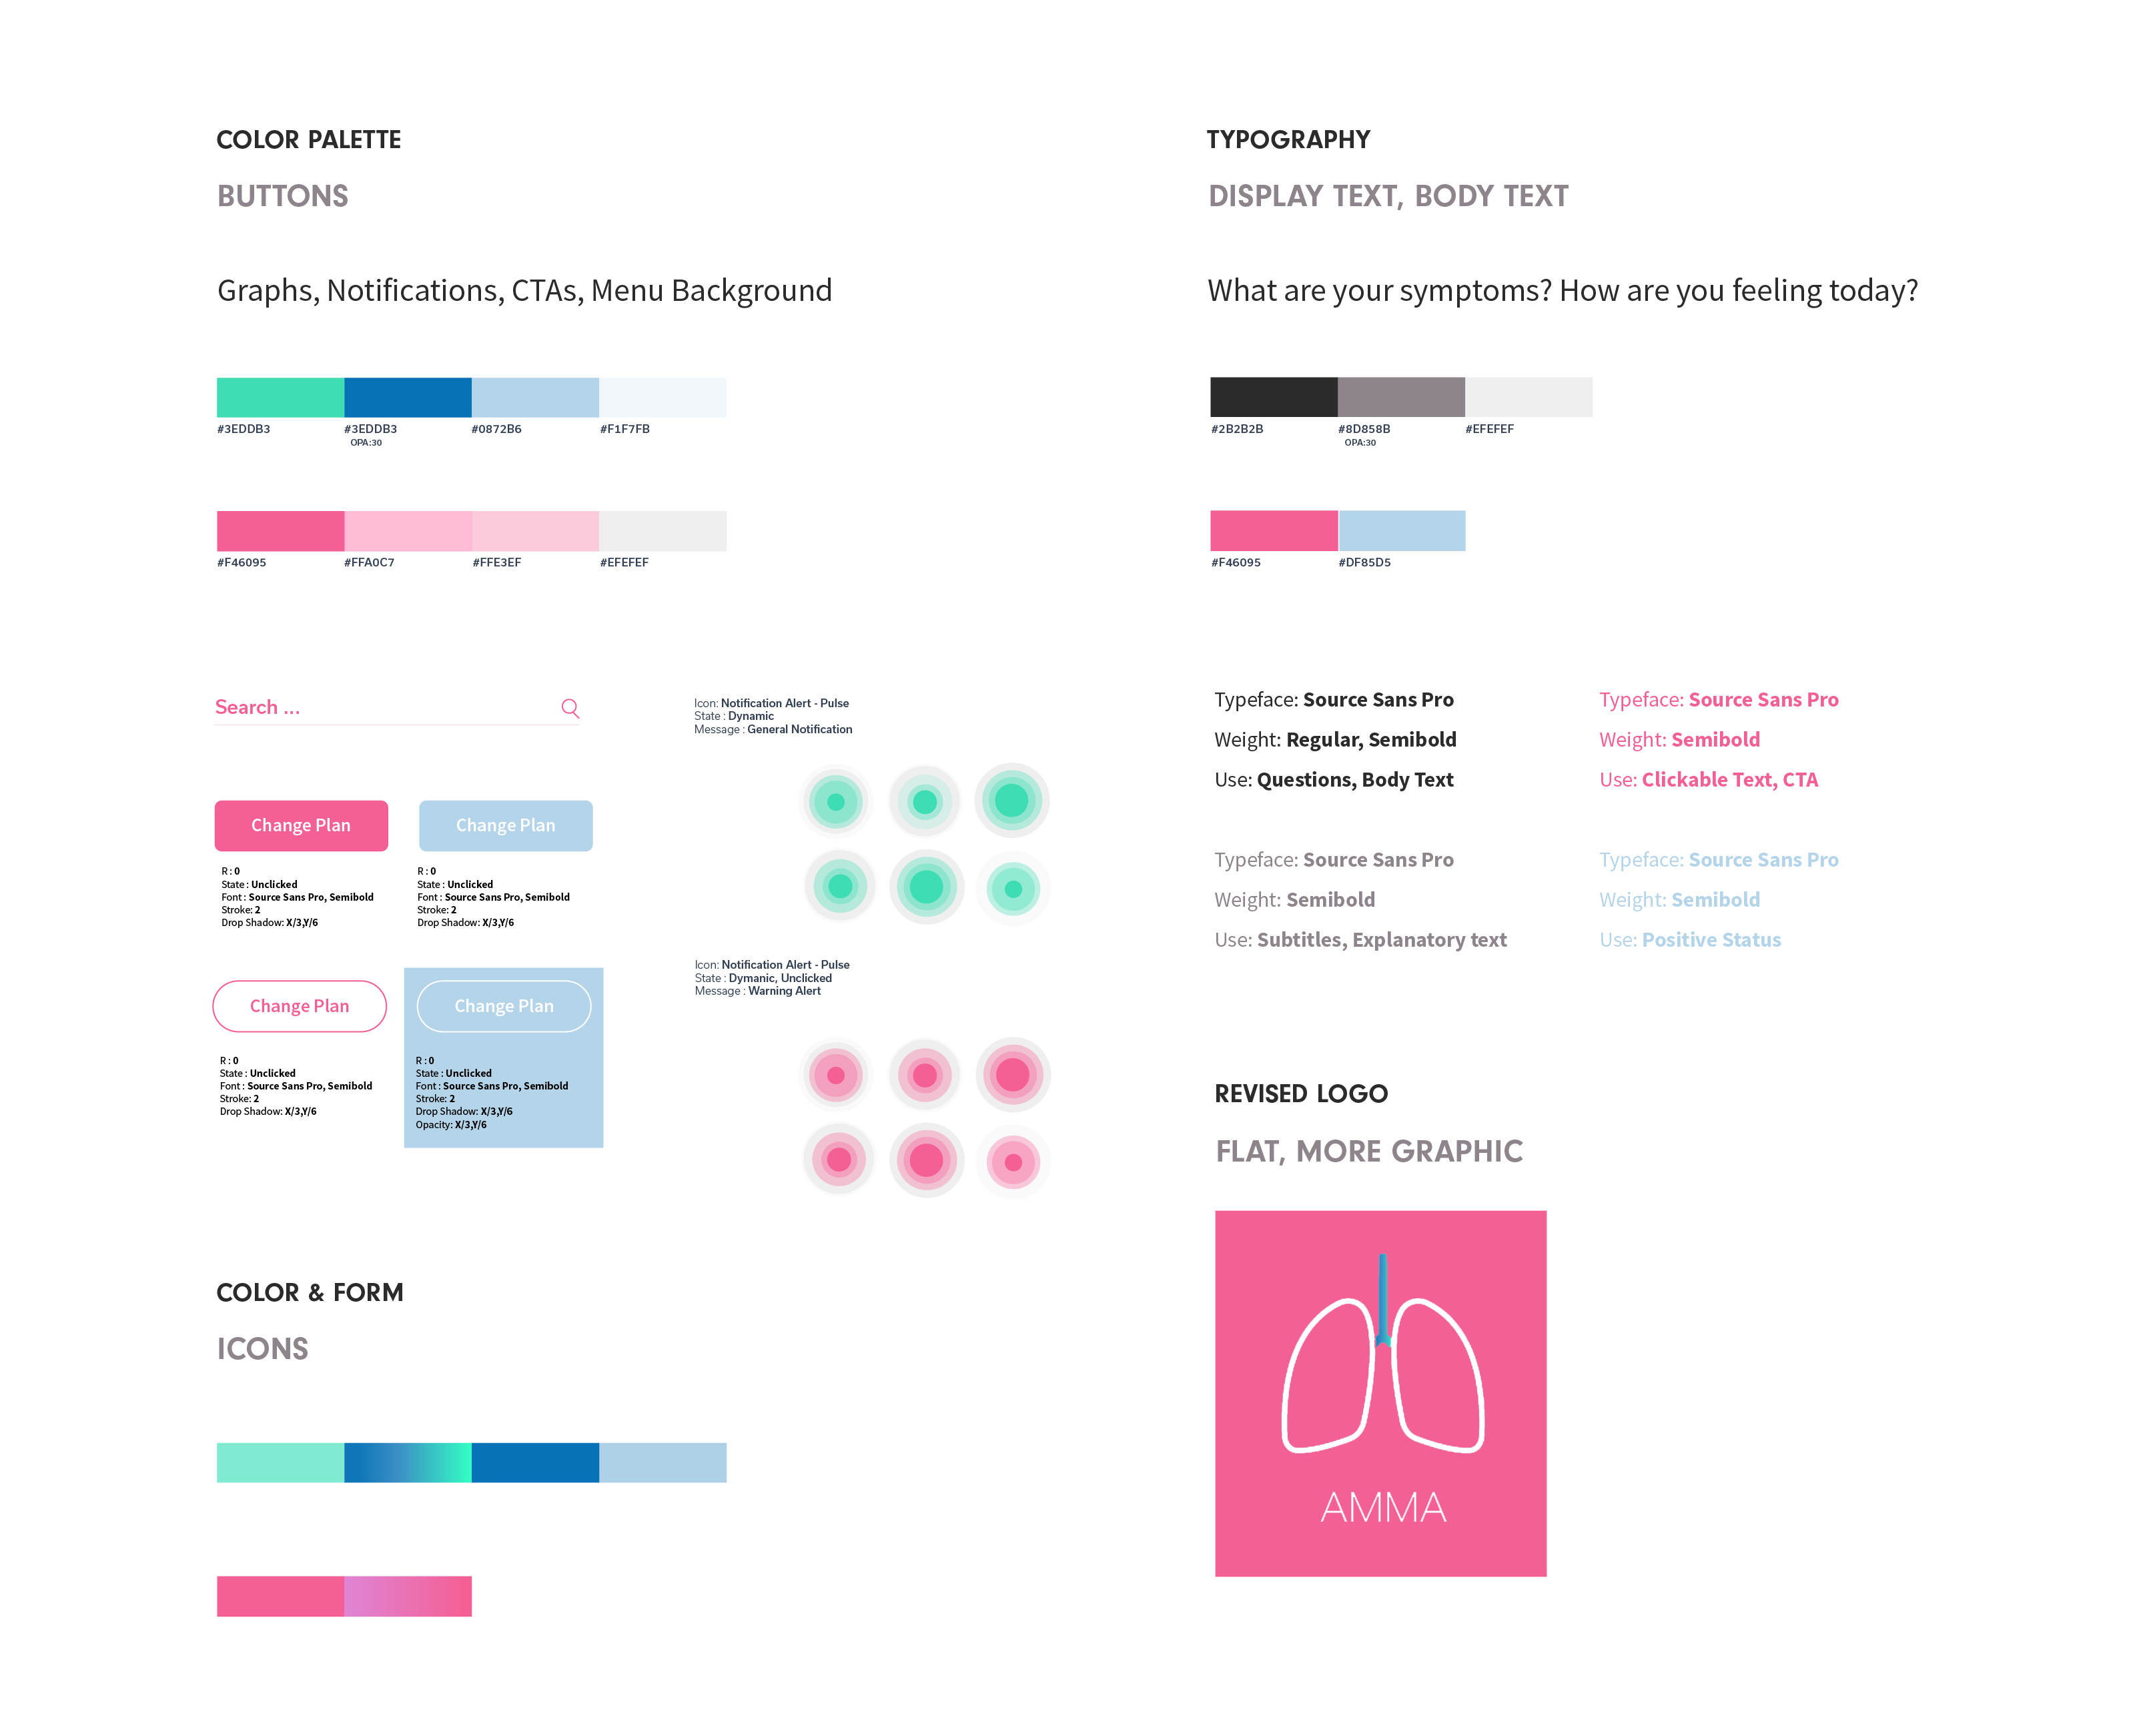 COLOR PALETTE
BUTTONS
Graphs, Notifications, CTAs, Menu Background
#3EDDB3 #3EDDB3 #0872B6 #F1F7FB
OPA:30
#F46095 #FFA0C7 #FFE3EF #EFEFEF
Search ...
Change Plan Change Plan
R : 0
State : Unclicked
Font : Source Sans Pro, Semibold
Stroke: 2
Drop Shadow: X/3,Y/6
R : 0
State : Unclicked
Font : Source Sans Pro, Semibold
Stroke: 2
Drop Shadow: X/3,Y/6
Change Plan Change Plan
R : 0
State : Unclicked
Font : Source Sans Pro, Semibold
Stroke: 2
Drop Shadow: X/3,Y/6
R : 0
State : Unclicked
Font : Source Sans Pro, Semibold
Stroke: 2
Drop Shadow: X/3,Y/6
Opacity: X/3,Y/6
Icon: Notification Alert - Pulse
State : Dynamic
Message : General Notification
Icon: Notification Alert - Pulse
State : Dymanic, Unclicked
Message : Warning Alert
COLOR & FORM
ICONS
TYPOGRAPHY
DISPLAY TEXT, BODY TEXT
What are your symptoms? How are you feeling today?
#2B2B2B #8D858B #EFEFEF
OPA:30
#F46095 #DF85D5
Typeface: Source Sans Pro
Weight: Regular, Semibold
Use: Questions, Body Text
Typeface: Source Sans Pro
Weight: Semibold
Use: Clickable Text, CTA
Typeface: Source Sans Pro
Weight: Semibold
Use: Subtitles, Explanatory text
Typeface: Source Sans Pro
Weight: Semibold
Use: Positive Status
REVISED LOGO
FLAT, MORE GRAPHIC
AMMA